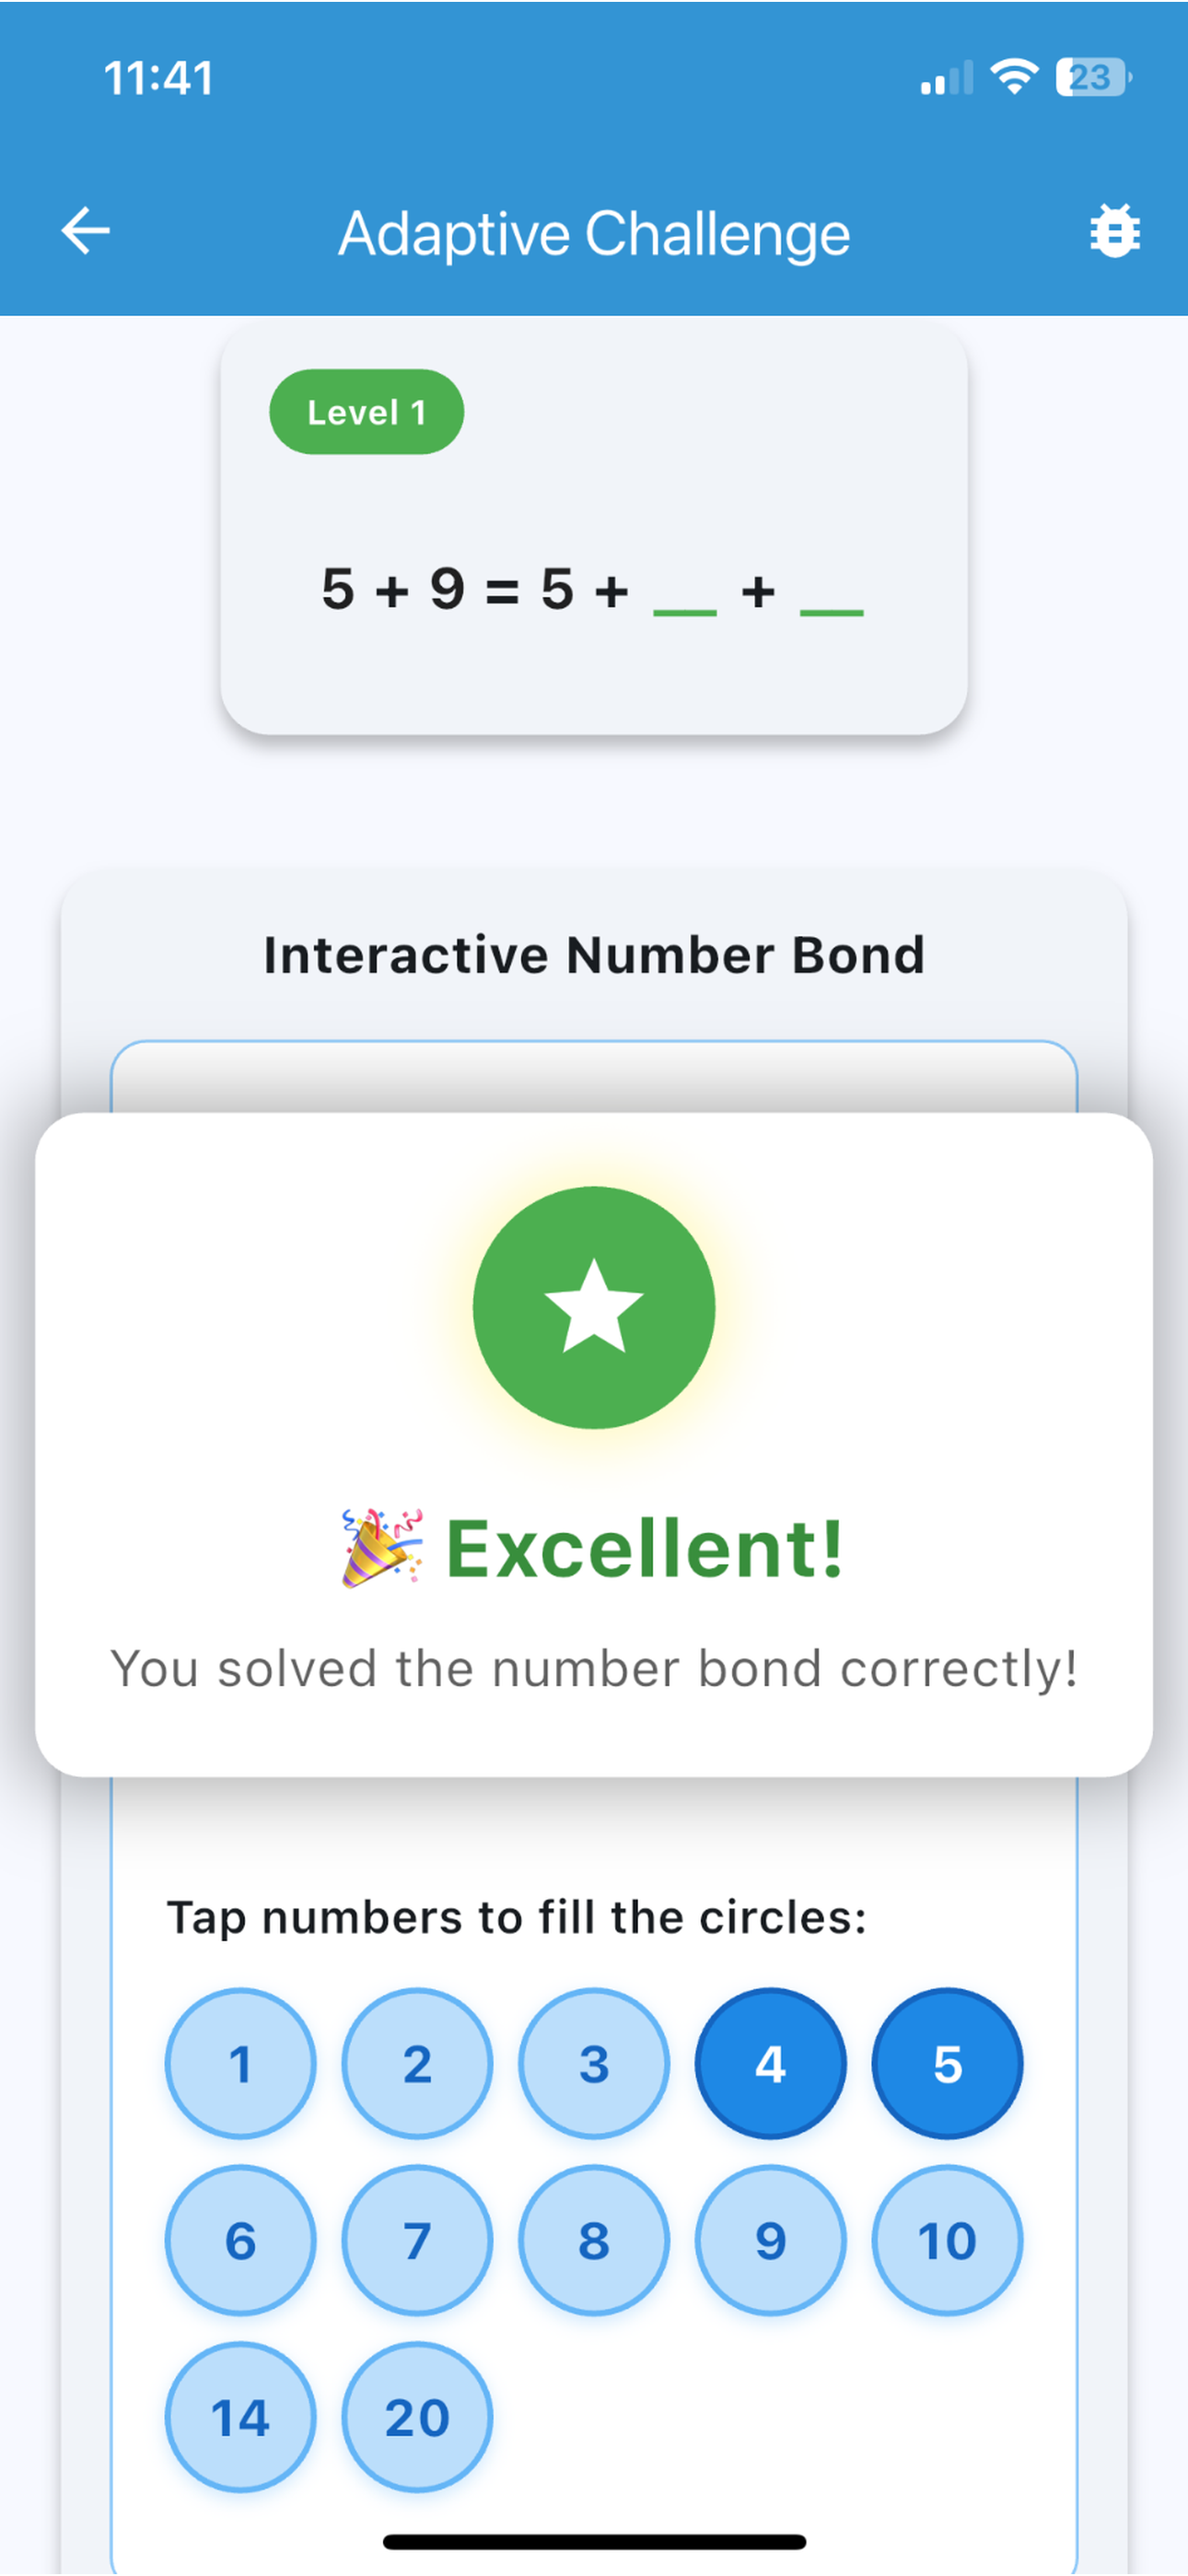 11:41
23
Adaptive Challenge
Level 1
5 + 9 = 5 + __ + __
Interactive Number Bond
🎉 Excellent!
You solved the number bond correctly!
Tap numbers to fill the circles:
1 2 3 4 5
6 7 8 9 10
14 20